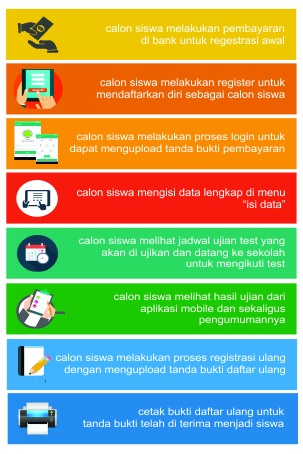 calon siswa melakukan pembayaran
di bank untuk regestrasi awal
calon siswa melakukan register untuk
mendaftarkan diri sebagai calon siswa
calon siswa melakukan proses login untuk
dapat mengupload tanda bukti pembayaran
calon siswa mengisi data lengkap di menu
“isi data”
calon siswa melihat jadwal ujian test yang
akan di ujikan dan datang ke sekolah
untuk mengikuti test
calon siswa melihat hasil ujian dari
aplikasi mobile dan sekaligus
pengumumannya
calon siswa melakukan proses registrasi ulang
dengan mengupload tanda bukti daftar ulang
cetak bukti daftar ulang untuk
tanda bukti telah di terima menjadi siswa